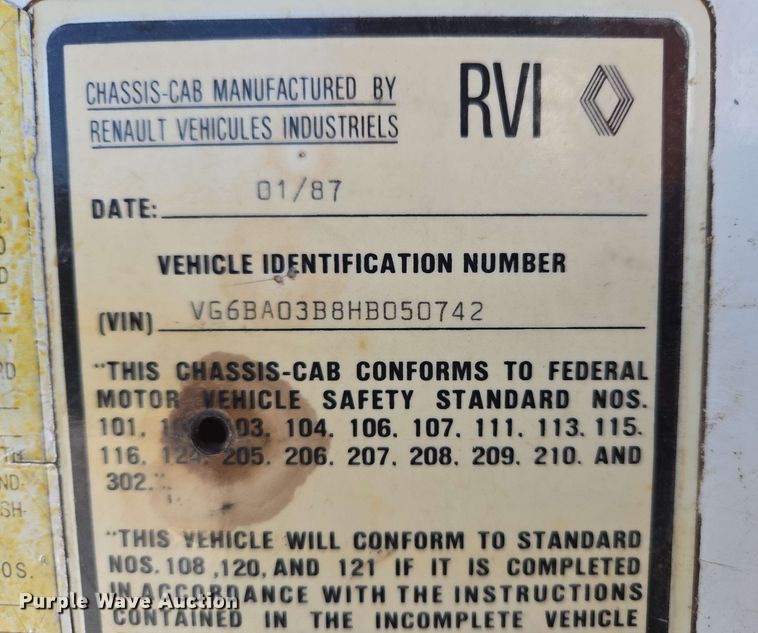 CHASSIS-CAB MANUFACTURED BY
RENAULT VEHICULES INDUSTRIELS
RVI
DATE: 01/87
VEHICLE IDENTIFICATION NUMBER
(VIN) VG6BA03B8HB050742
"THIS CHASSIS-CAB CONFORMS TO FEDERAL
MOTOR VEHICLE SAFETY STANDARD NOS.
101, 103, 104, 106, 107, 111, 113, 115,
116, 124, 205, 206, 207, 208, 209, 210, AND
302."
"THIS VEHICLE WILL CONFORM TO STANDARD
NOS. 108 ,120, AND 121 IF IT IS COMPLETED
IN ACCORDANCE WITH THE INSTRUCTIONS
CONTAINED IN THE INCOMPLETE VEHICLE
Purple Wave Auction